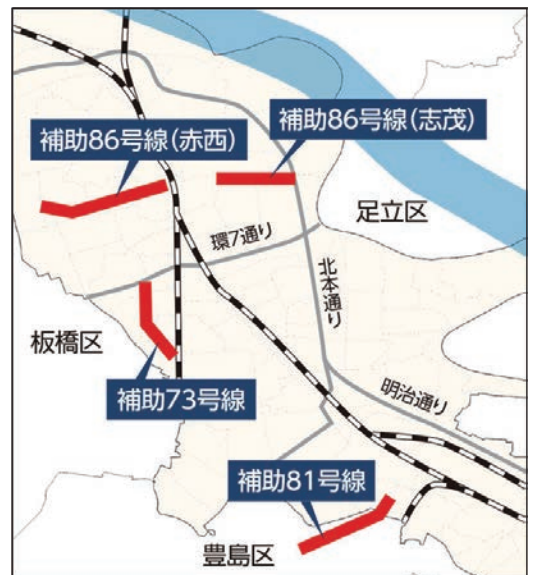 補助86号線(志茂)
補助86号線(赤西)
足立区
環7通り
北本通り
板橋区
明治通り
補助73号線
補助81号線
豊島区